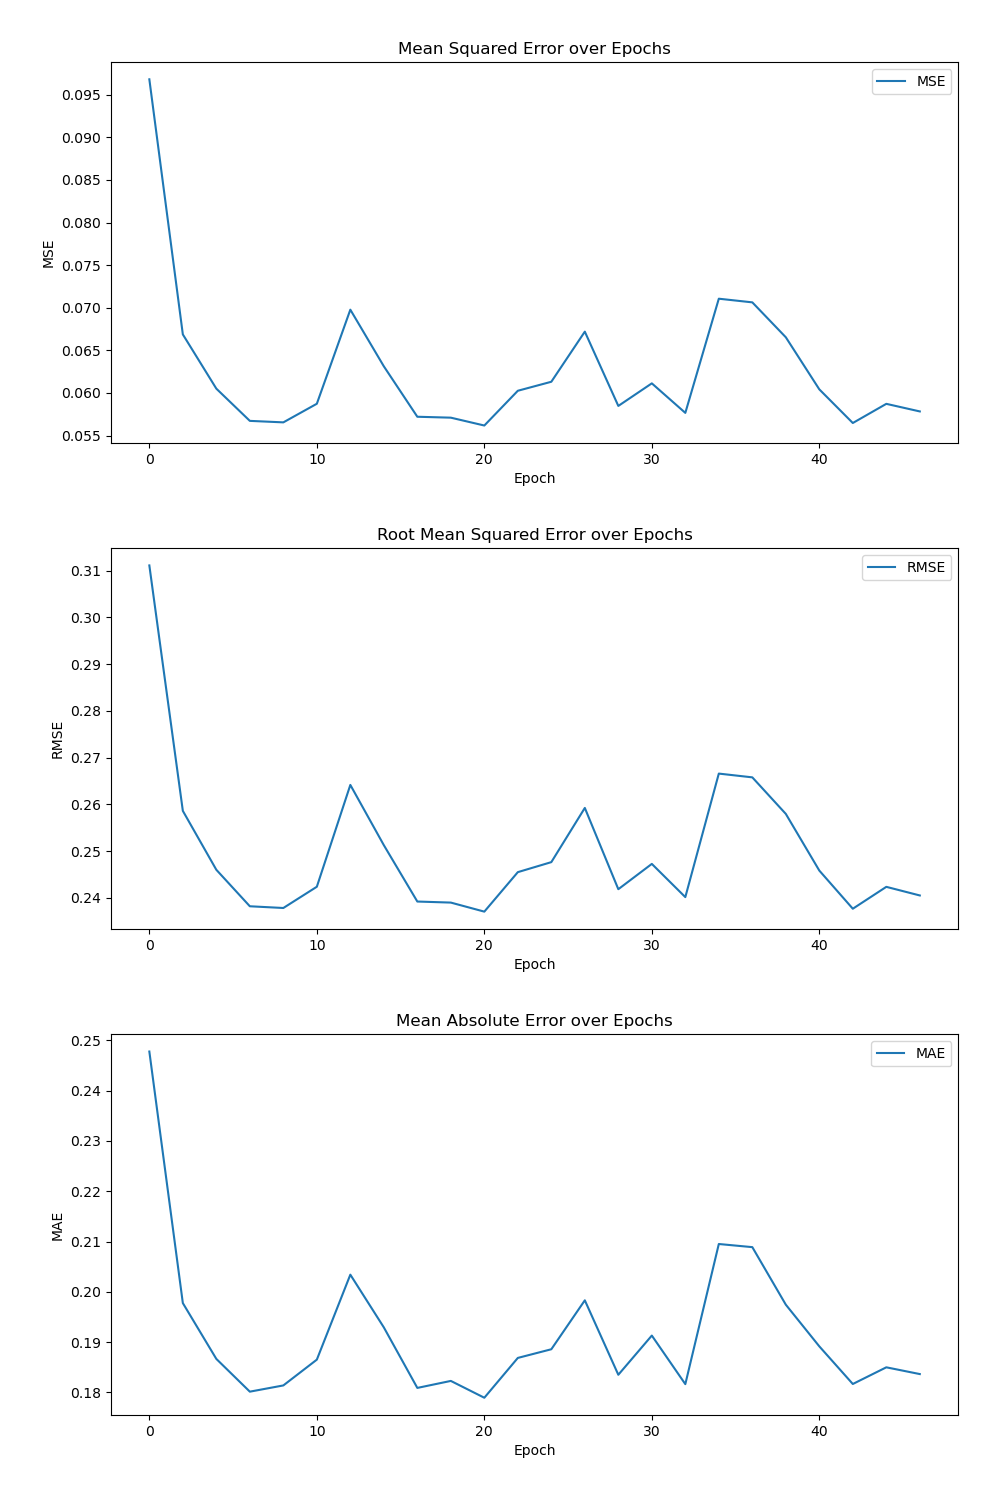 Mean Squared Error over Epochs
MSE
0.095
0.090
0.085
0.080
0.075
0.070
0.065
0.060
0.055
MSE
0 10 20 30 40
Epoch
Root Mean Squared Error over Epochs
RMSE
0.31
0.30
0.29
0.28
0.27
0.26
0.25
0.24
RMSE
0 10 20 30 40
Epoch
Mean Absolute Error over Epochs
MAE
0.25
0.24
0.23
0.22
0.21
0.20
0.19
0.18
MAE
0 10 20 30 40
Epoch